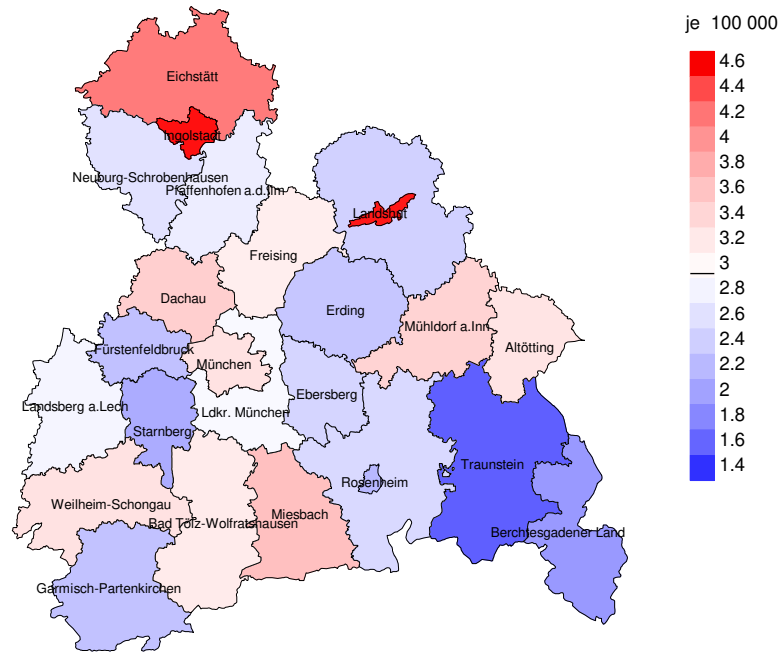 je 100 000
Eichstätt
4.6
4.4
4.2
Ingolstadt
4
3.8
Neuburg-Schrobenhausen
Pfaffenhofen a.d.Ilm
3.6
Landshut
3.4
3.2
Freising
3
2.8
Dachau
Erding
2.6
Mühldorf a.Inn
2.4
Fürstenfeldbruck
Altötting
München
2.2
2
Ebersberg
Landsberg a.Lech
Ldkr. München
1.8
Starnberg
1.6
Traunstein
1.4
Rosenheim
Weilheim-Schongau
Miesbach
Bad Tölz-Wolfratshausen
Berchtesgadener Land
Garmisch-Partenkirchen